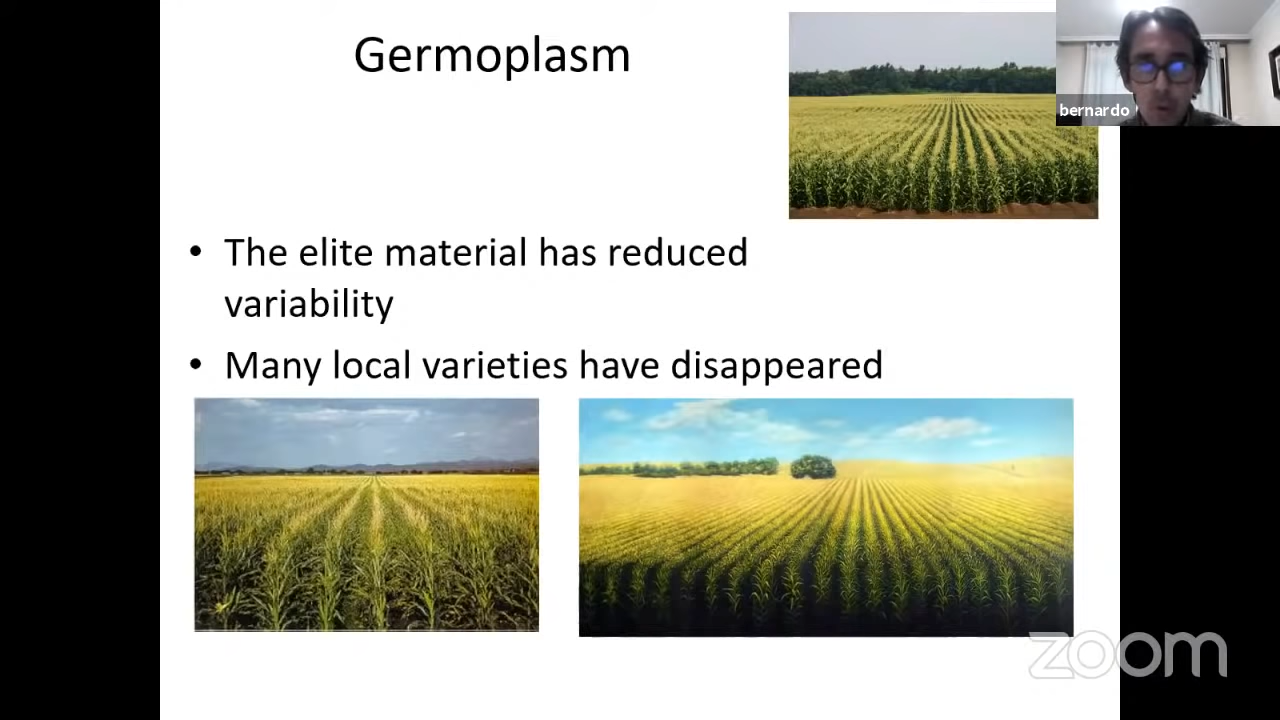 Germoplasm
bernardo
• The elite material has reduced
variability
• Many local varieties have disappeared
zoom